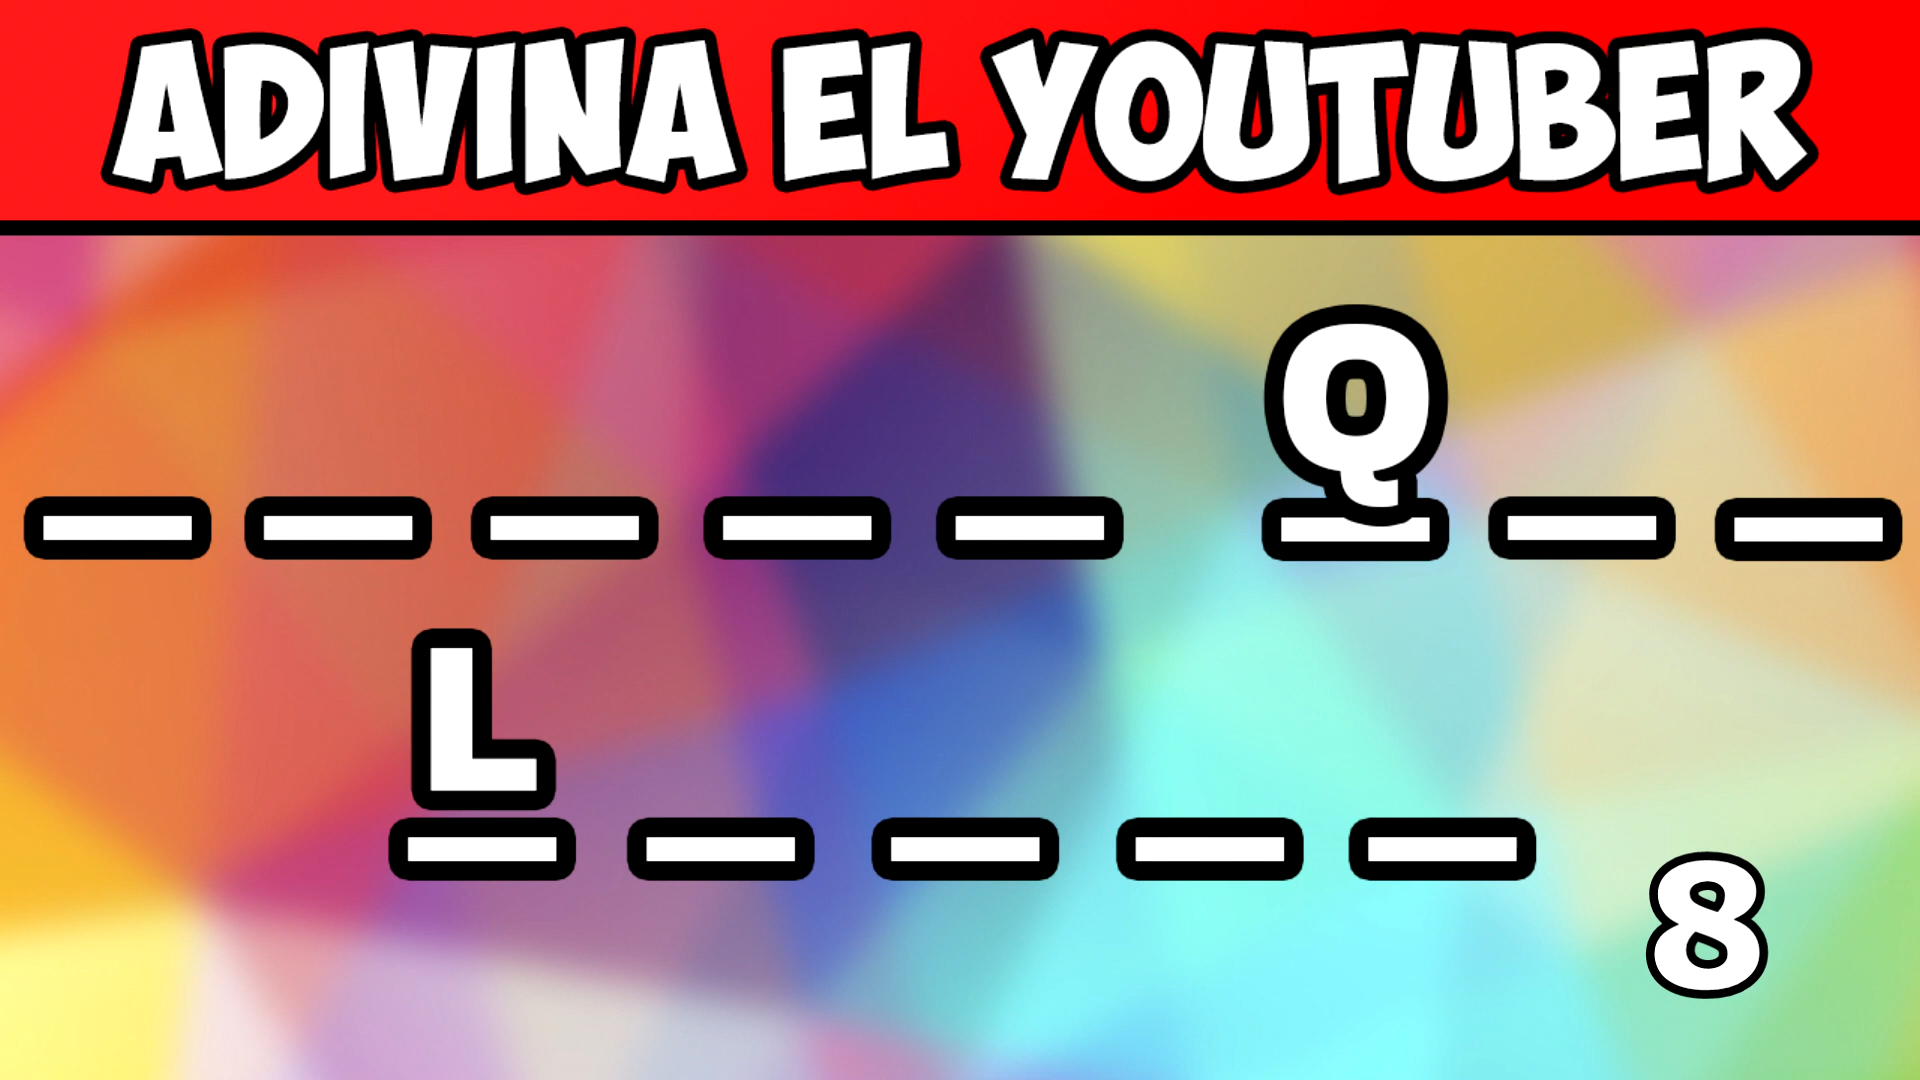 ADIVINA EL YOUTUBER
_ _ _ _ _ Q _ _
L _ _ _ _
8